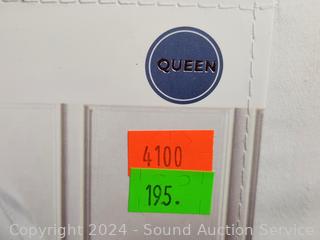 QUEEN
4100
195.
Copyright © 2024 - Sound Auction Service